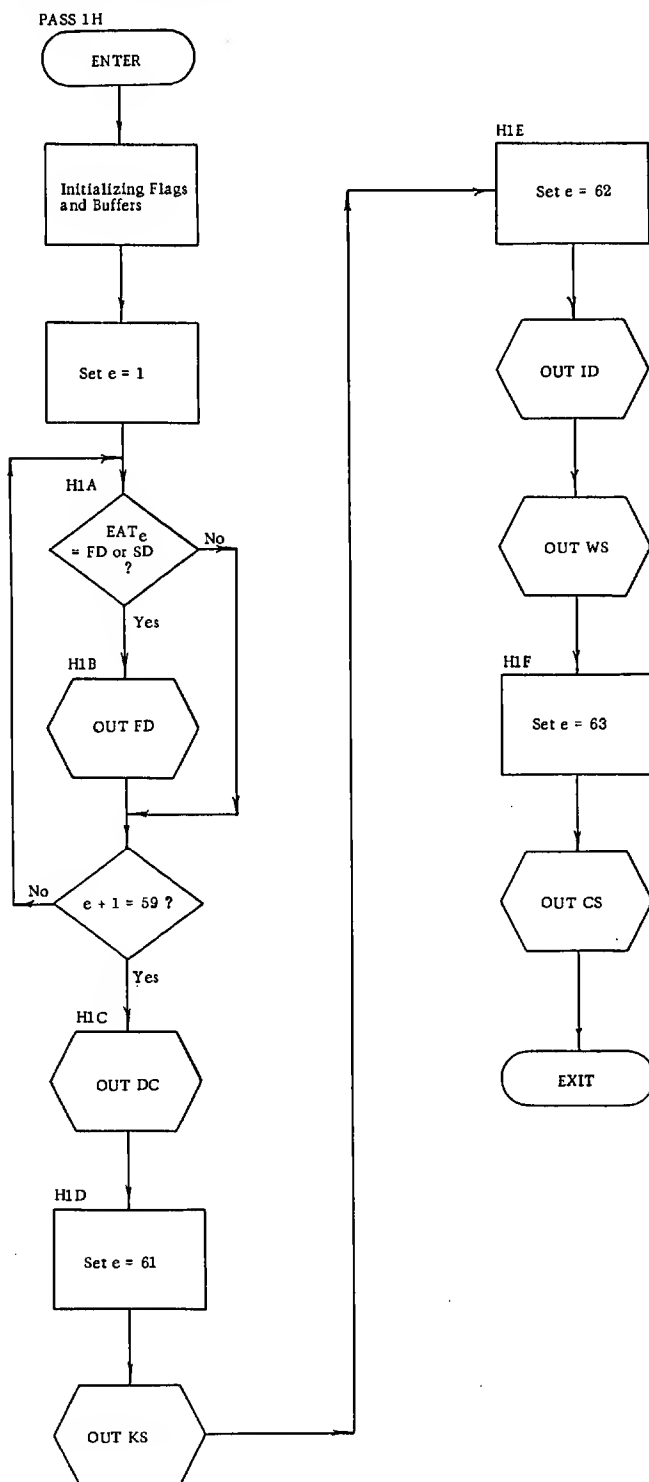 PASS 1H
ENTER
Initializing Flags
and Buffers
Set e = 1
H1A
EATe
= FD or SD
?
No
Yes
H1B
OUT FD
No
e + 1 = 59 ?
Yes
H1C
OUT DC
H1D
Set e = 61
OUT KS
H1E
Set e = 62
OUT ID
OUT WS
H1F
Set e = 63
OUT CS
EXIT